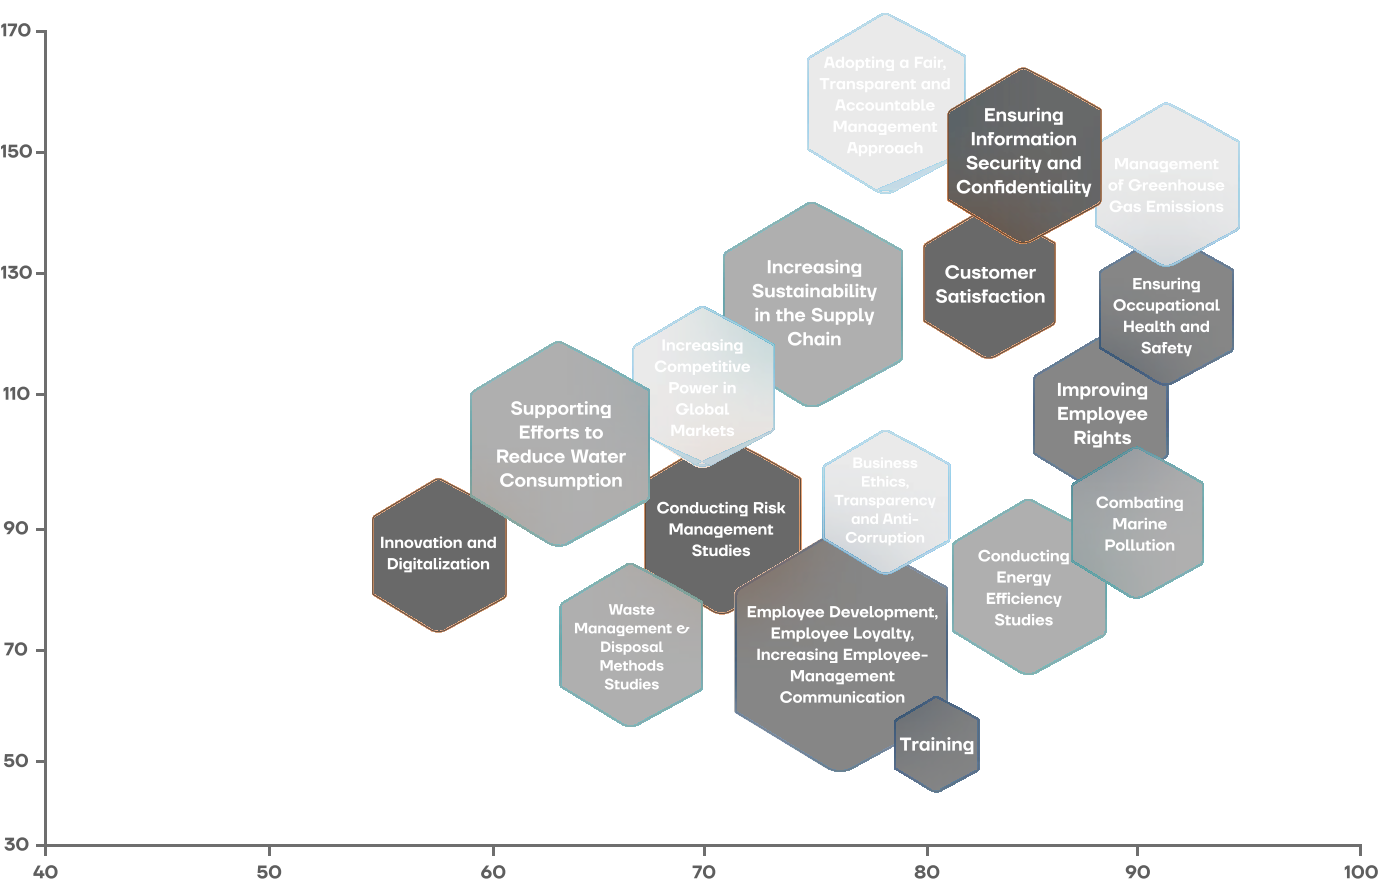 170
150
130
110
90
70
50
30
40
50
60
70
80
90
100
Adopting a Fair,
Transparent and
Accountable
Management
Approach
Ensuring
Information
Security and
Confidentiality
Management
of Greenhouse
Gas Emissions
Increasing
Sustainability
in the Supply
Chain
Customer
Satisfaction
Ensuring
Occupational
Health and
Safety
Increasing
Competitive
Power in
Global
Markets
Improving
Employee
Rights
Supporting
Efforts to
Reduce Water
Consumption
Business
Ethics,
Transparency
and Anti-
Corruption
Combating
Marine
Pollution
Conducting Risk
Management
Studies
Innovation and
Digitalization
Conducting
Energy
Efficiency
Studies
Waste
Management &
Disposal
Methods
Studies
Employee Development,
Employee Loyalty,
Increasing Employee-
Management
Communication
Training